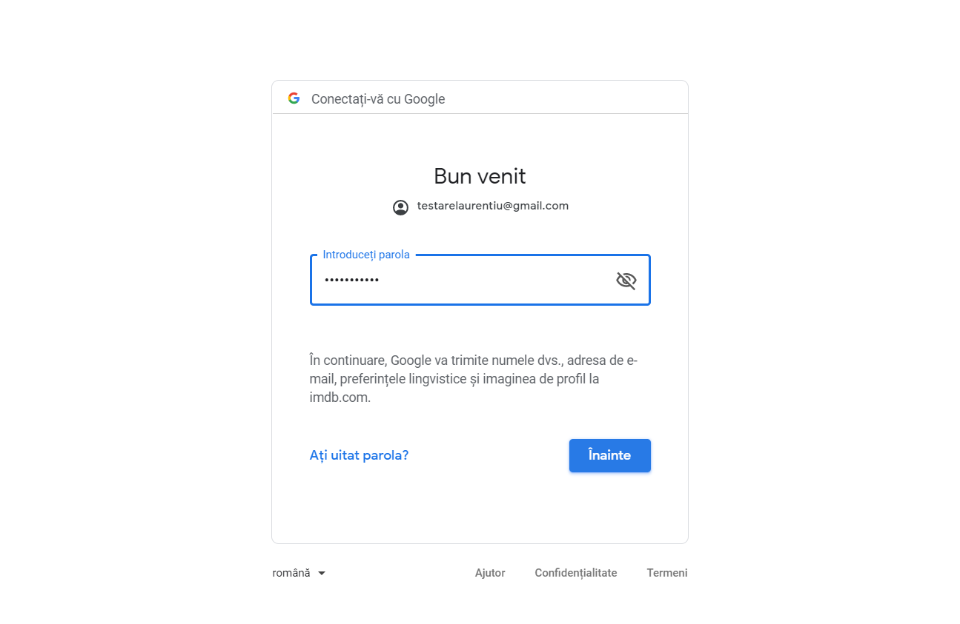 Conectați-vă cu Google
Bun venit
testarelaurentiu@gmail.com
Introduceți parola
•••••••••••
În continuare, Google va trimite numele dvs., adresa de e-
mail, preferințele lingvistice și imaginea de profil la
imdb.com.
Ați uitat parola?
Înainte
română
Ajutor
Confidențialitate
Termeni